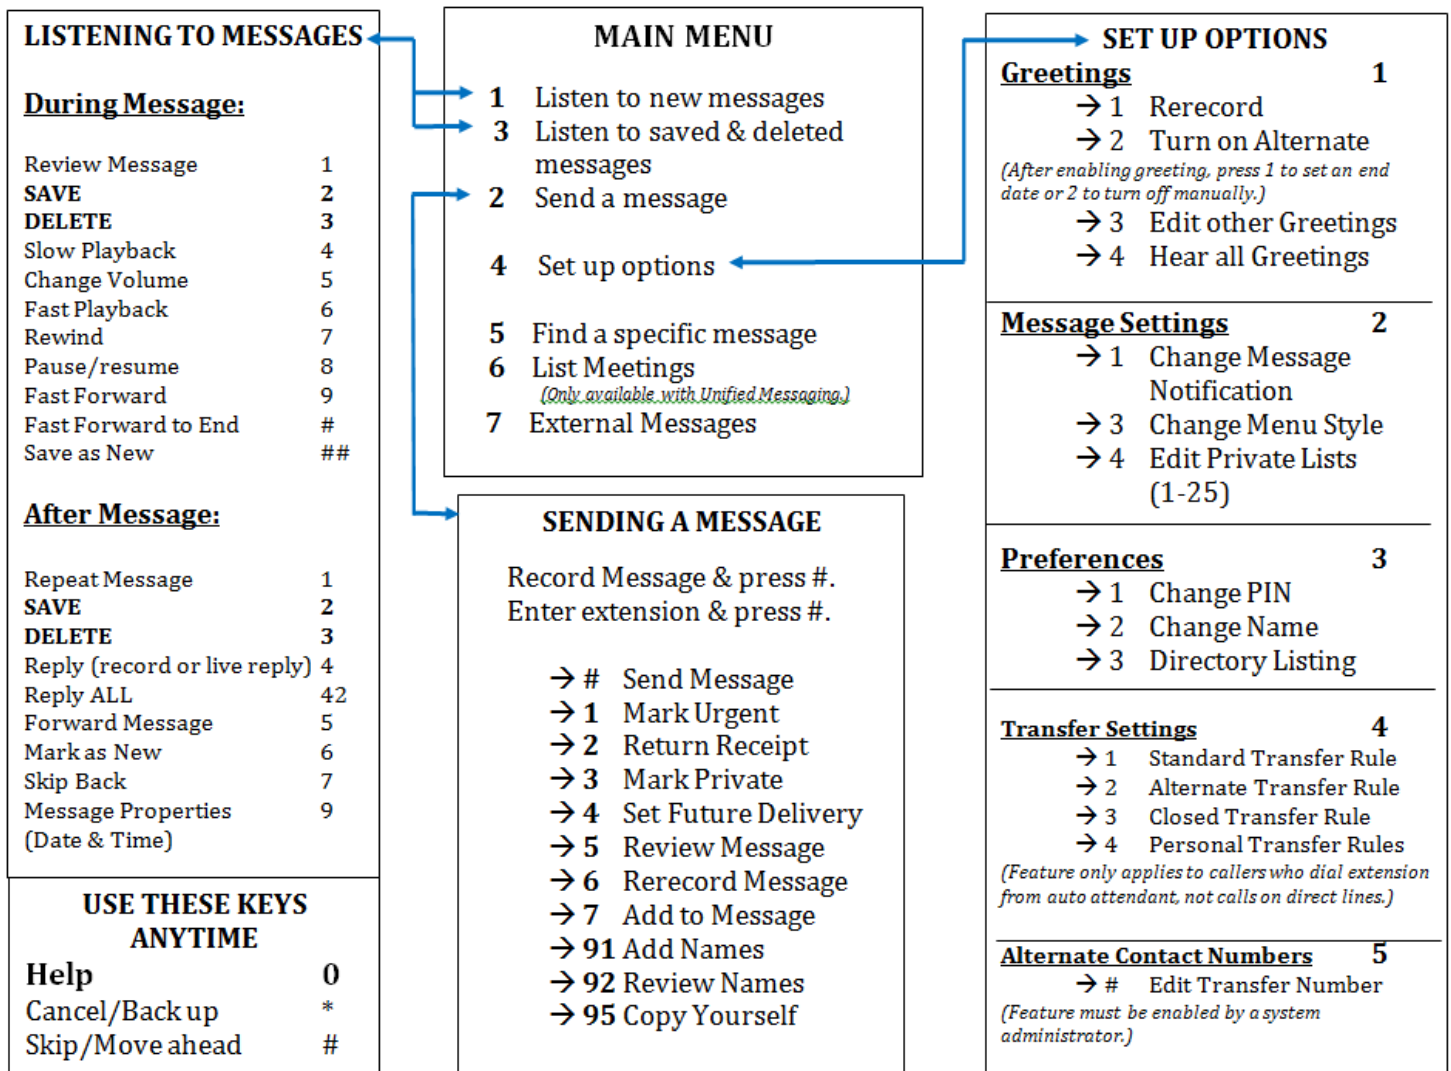 LISTENING TO MESSAGES
During Message:
Review Message 1
SAVE 2
DELETE 3
Slow Playback 4
Change Volume 5
Fast Playback 6
Rewind 7
Pause/resume 8
Fast Forward 9
Fast Forward to End #
Save as New ##
After Message:
Repeat Message 1
SAVE 2
DELETE 3
Reply (record or live reply) 4
Reply ALL 42
Forward Message 5
Mark as New 6
Skip Back 7
Message Properties 9
(Date & Time)
USE THESE KEYS
ANYTIME
Help 0
Cancel/Back up *
Skip/Move ahead #
MAIN MENU
1 Listen to new messages
3 Listen to saved & deleted
messages
2 Send a message
4 Set up options
5 Find a specific message
6 List Meetings
(Only available with Unified Messaging.)
7 External Messages
SENDING A MESSAGE
Record Message & press #.
Enter extension & press #.
→ # Send Message
→ 1 Mark Urgent
→ 2 Return Receipt
→ 3 Mark Private
→ 4 Set Future Delivery
→ 5 Review Message
→ 6 Rerecord Message
→ 7 Add to Message
→ 91 Add Names
→ 92 Review Names
→ 95 Copy Yourself
SET UP OPTIONS
Greetings 1
→ 1 Rerecord
→ 2 Turn on Alternate
(After enabling greeting, press 1 to set an end
date or 2 to turn off manually.)
→ 3 Edit other Greetings
→ 4 Hear all Greetings
Message Settings 2
→ 1 Change Message
Notification
→ 3 Change Menu Style
→ 4 Edit Private Lists
(1-25)
Preferences 3
→ 1 Change PIN
→ 2 Change Name
→ 3 Directory Listing
Transfer Settings 4
→ 1 Standard Transfer Rule
→ 2 Alternate Transfer Rule
→ 3 Closed Transfer Rule
→ 4 Personal Transfer Rules
(Feature only applies to callers who dial extension
from auto attendant, not calls on direct lines.)
Alternate Contact Numbers 5
→ # Edit Transfer Number
(Feature must be enabled by a system
administrator.)